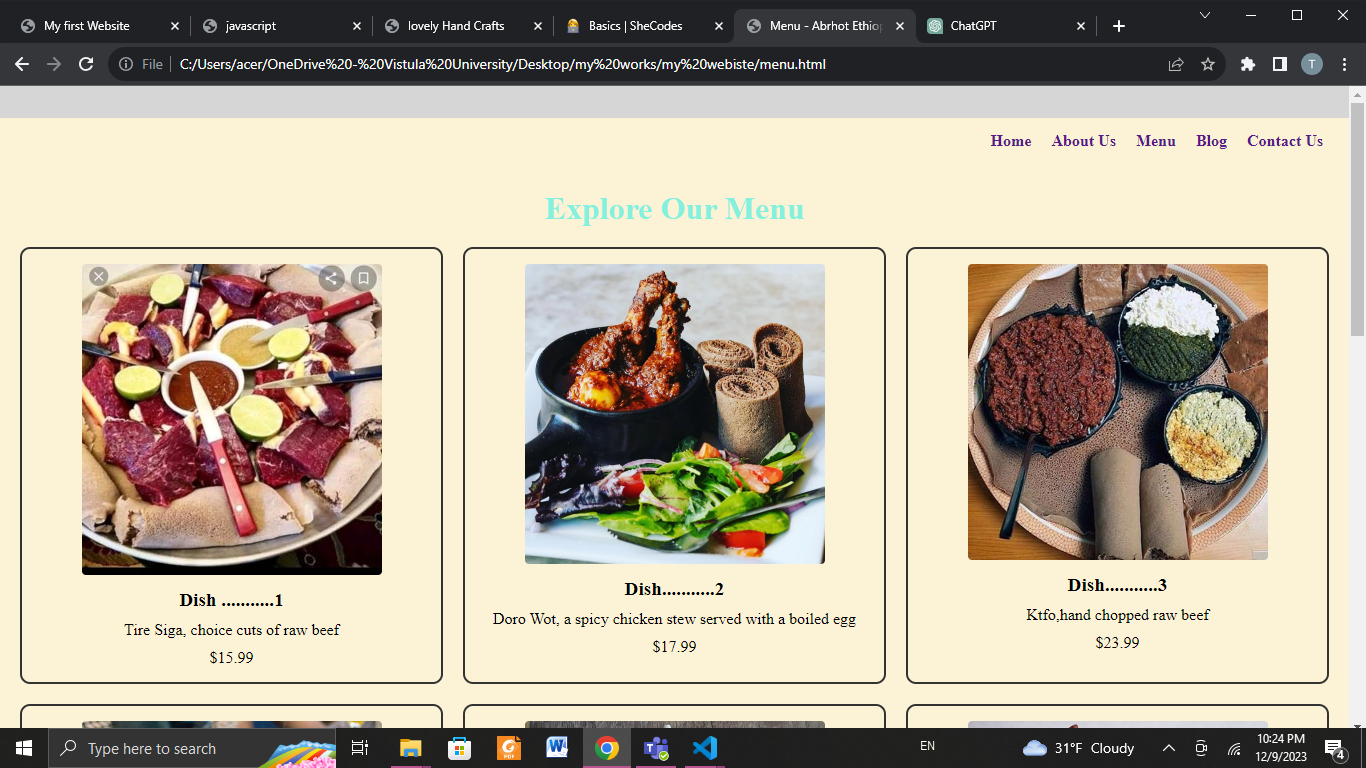 My first Website
javascript
lovely Hand Crafts
Basics | SheCodes
Menu - Abrhot Ethiop
ChatGPT
File
C:/Users/acer/OneDrive%20-%20Vistula%20University/Desktop/my%20works/my%20webiste/menu.html
T
Home About Us Menu Blog Contact Us
Explore Our Menu
Dish ...........1
Tire Siga, choice cuts of raw beef
$15.99
Dish...........2
Doro Wot, a spicy chicken stew served with a boiled egg
$17.99
Dish...........3
Ktfo,hand chopped raw beef
$23.99
Type here to search
PDF
W
EN
31°F Cloudy
10:24 PM
12/9/2023
4